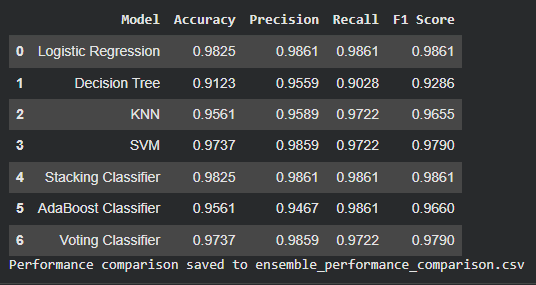 Model Accuracy Precision Recall F1 Score
0 Logistic Regression 0.9825 0.9861 0.9861 0.9861
1 Decision Tree 0.9123 0.9559 0.9028 0.9286
2 KNN 0.9561 0.9589 0.9722 0.9655
3 SVM 0.9737 0.9859 0.9722 0.9790
4 Stacking Classifier 0.9825 0.9861 0.9861 0.9861
5 AdaBoost Classifier 0.9561 0.9467 0.9861 0.9660
6 Voting Classifier 0.9737 0.9859 0.9722 0.9790
Performance comparison saved to ensemble_performance_comparison.csv